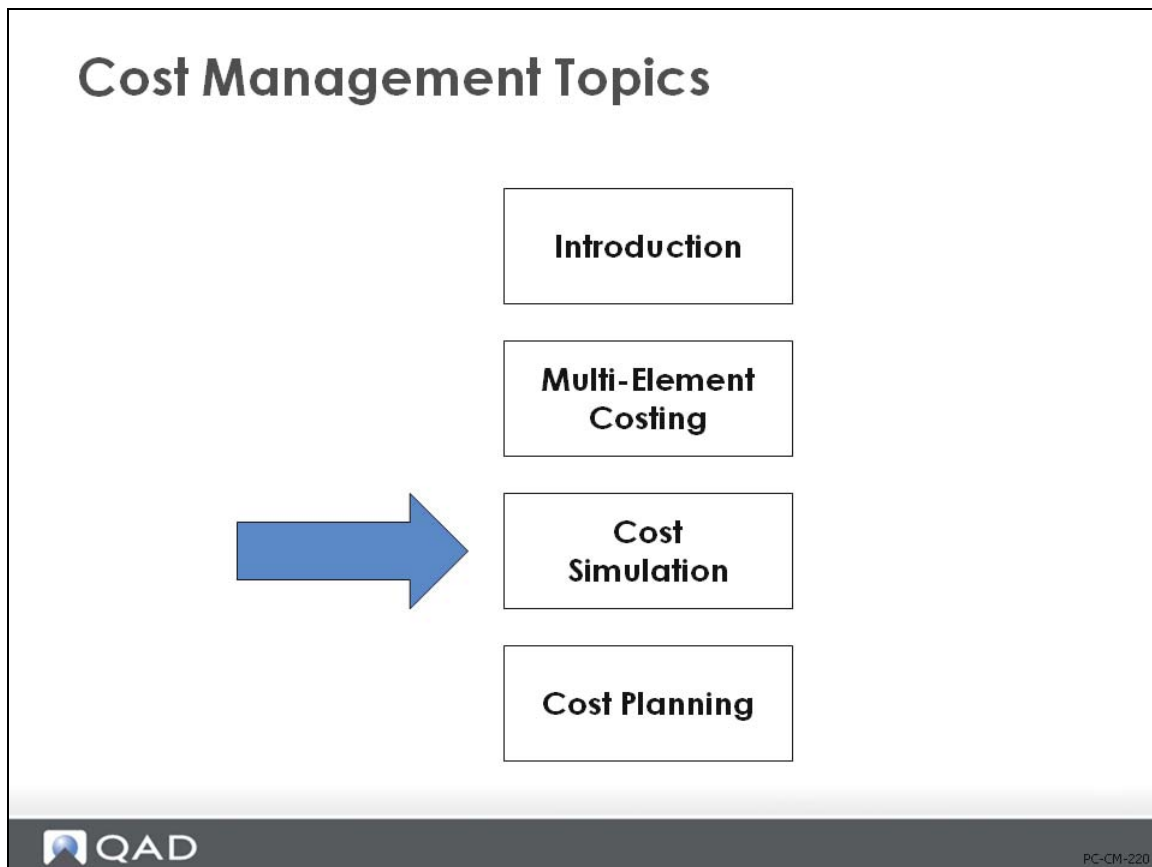 Cost Management Topics
Introduction
Multi-Element
Costing
Cost
Simulation
Cost Planning
QAD
PC-CM-220